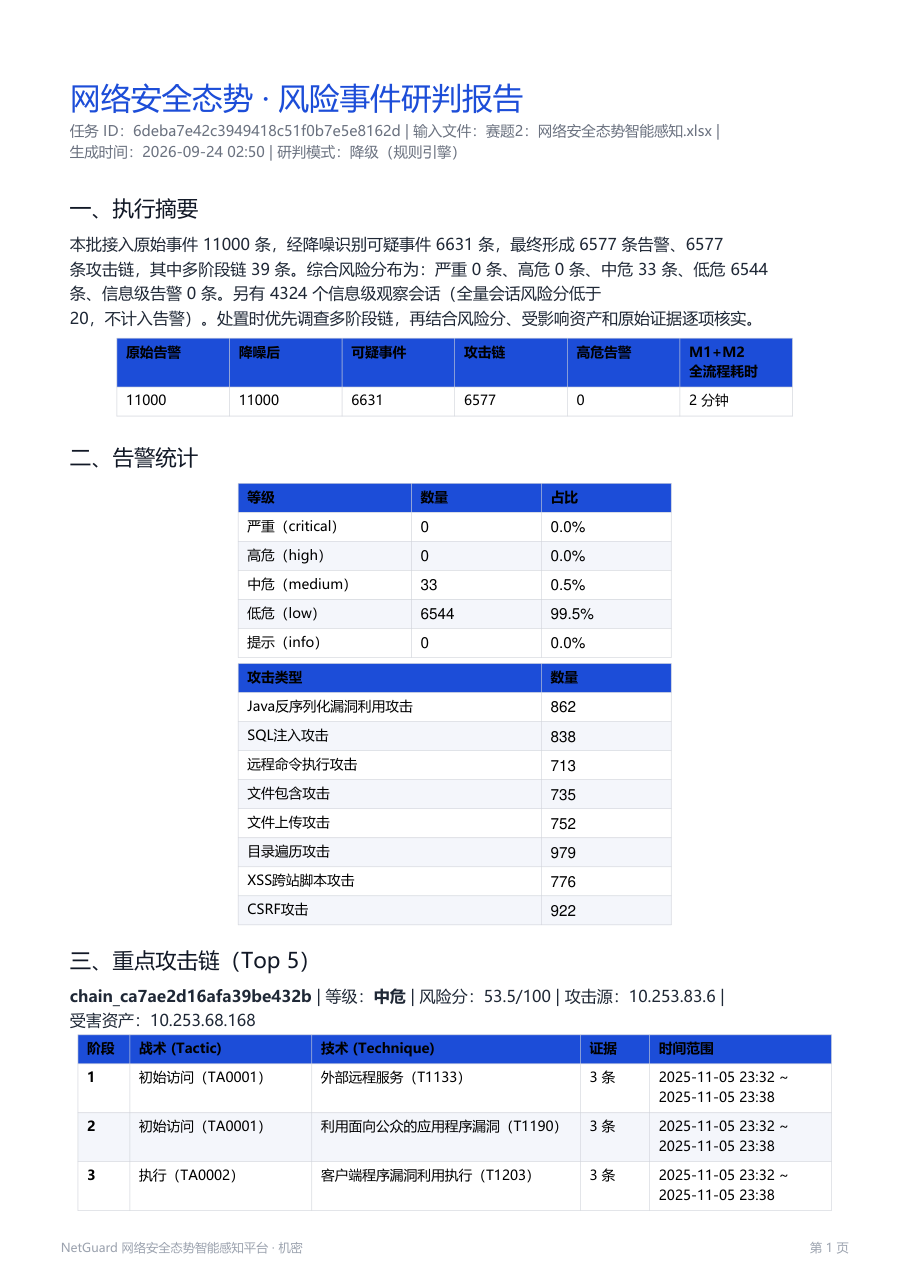 网络安全态势 · 风险事件研判报告
任务 ID：6deba7e42c3949418c51f0b7e5e8162d | 输入文件：赛题2：网络安全态势智能感知.xlsx |
生成时间：2026-09-24 02:50 | 研判模式：降级（规则引擎）
一、执行摘要
本批接入原始事件 11000 条，经降噪识别可疑事件 6631 条，最终形成 6577 条告警、6577
条攻击链，其中多阶段链 39 条。综合风险分布为：严重 0 条、高危 0 条、中危 33 条、低危 6544
条、信息级告警 0 条。另有 4324 个信息级观察会话（全量会话风险分低于
20，不计入告警）。处置时优先调查多阶段链，再结合风险分、受影响资产和原始证据逐项核实。
原始告警 降噪后 可疑事件 攻击链 高危告警 M1+M2
全流程耗时
11000 11000 6631 6577 0 2 分钟
二、告警统计
等级 数量 占比
严重（critical） 0 0.0%
高危（high） 0 0.0%
中危（medium） 33 0.5%
低危（low） 6544 99.5%
提示（info） 0 0.0%
攻击类型 数量
Java反序列化漏洞利用攻击 862
SQL注入攻击 838
远程命令执行攻击 713
文件包含攻击 735
文件上传攻击 752
目录遍历攻击 979
XSS跨站脚本攻击 776
CSRF攻击 922
三、重点攻击链（Top 5）
chain_ca7ae2d16afa39be432b | 等级：中危 | 风险分：53.5/100 | 攻击源：10.253.83.6 |
受害资产：10.253.68.168
阶段 战术 (Tactic) 技术 (Technique) 证据 时间范围
1 初始访问（TA0001） 外部远程服务（T1133） 3 条 2025-11-05 23:32 ~
2025-11-05 23:38
2 初始访问（TA0001） 利用面向公众的应用程序漏洞（T1190） 3 条 2025-11-05 23:32 ~
2025-11-05 23:38
3 执行（TA0002） 客户端程序漏洞利用执行（T1203） 3 条 2025-11-05 23:32 ~
2025-11-05 23:38
NetGuard 网络安全态势智能感知平台 · 机密 第 1 页